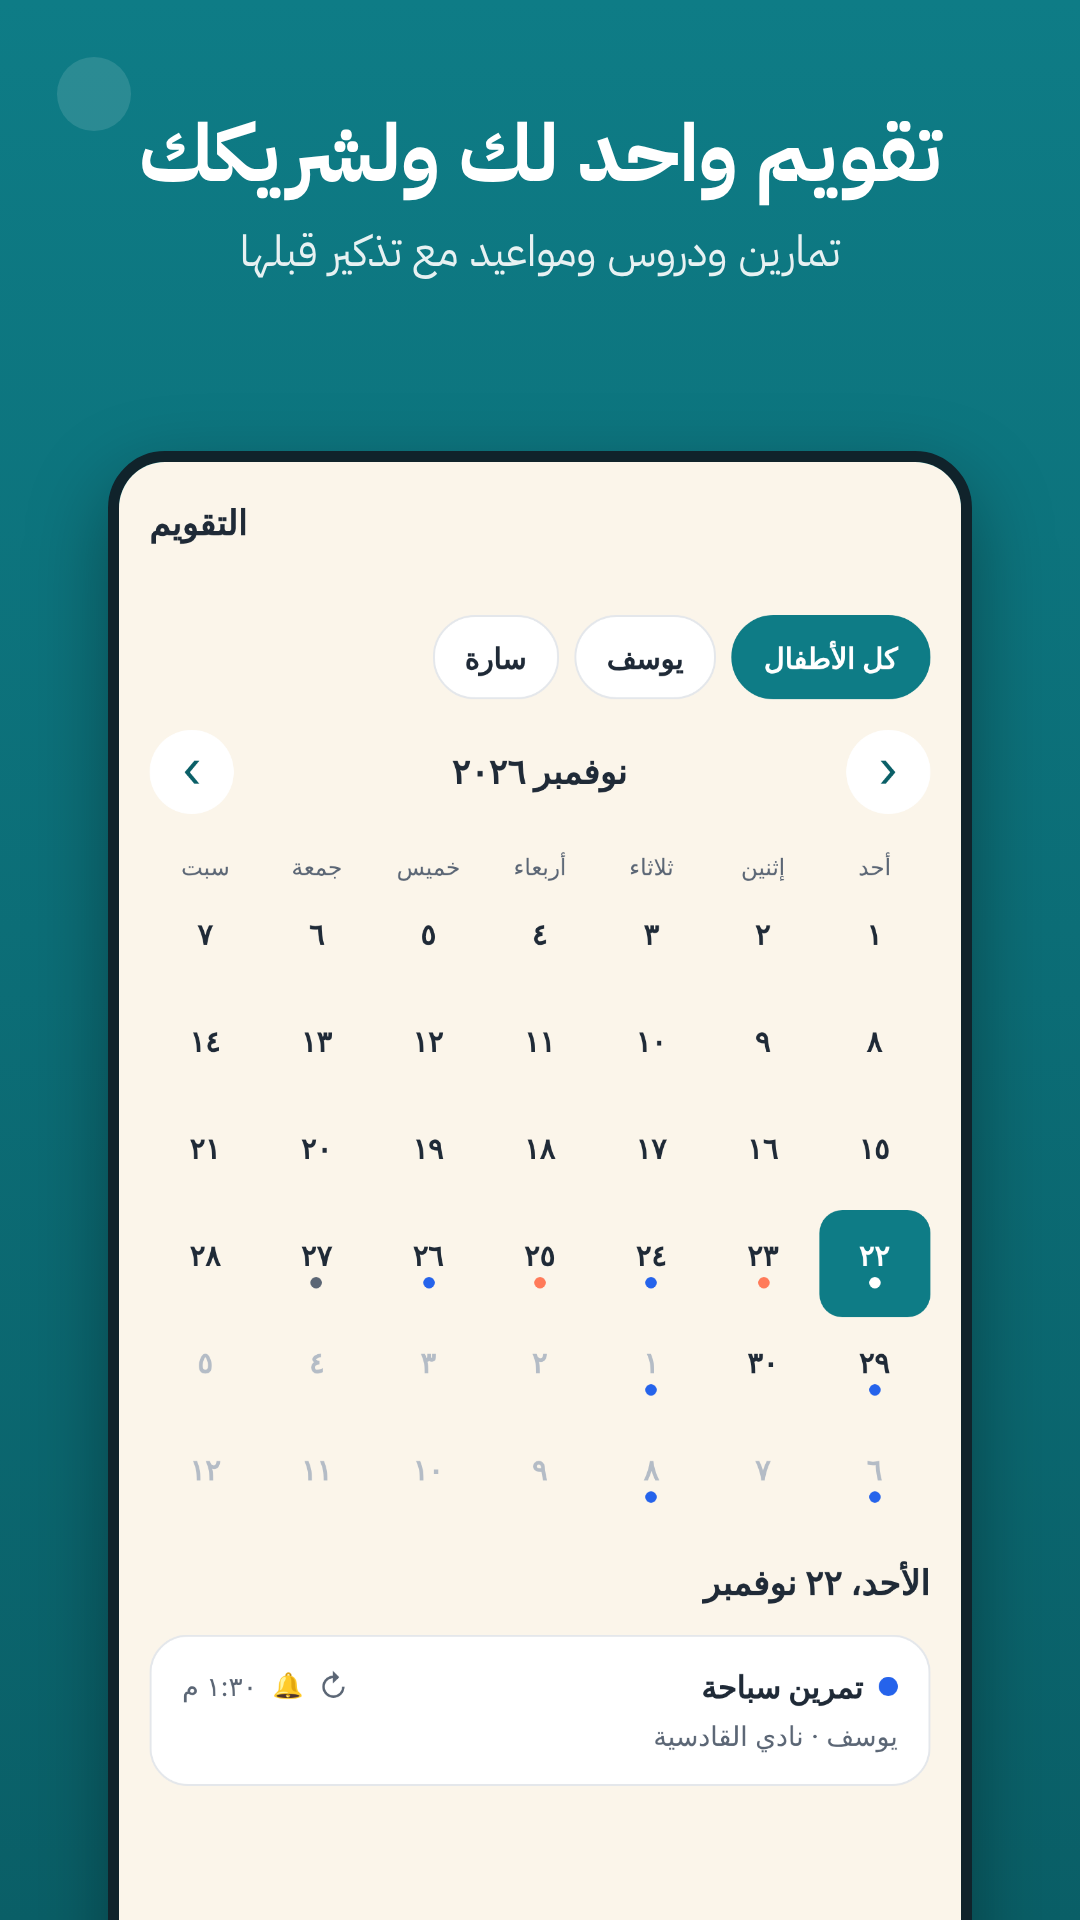 تقويم واحد لك ولشريكك
تمارين ودروس ومواعيد مع تذكير قبلها
التقويم
كل الأطفال يوسف سارة
نوفمبر ٢٠٢٦
أحد إثنين ثلاثاء أربعاء خميس جمعة سبت
١ ٢ ٣ ٤ ٥ ٦ ٧
٨ ٩ ١٠ ١١ ١٢ ١٣ ١٤
١٥ ١٦ ١٧ ١٨ ١٩ ٢٠ ٢١
٢٢ ٢٣ ٢٤ ٢٥ ٢٦ ٢٧ ٢٨
٢٩ ٣٠ ١ ٢ ٣ ٤ ٥
٦ ٧ ٨ ٩ ١٠ ١١ ١٢
الأحد، ٢٢ نوفمبر
تمرين سباحة ١:٣٠ م
يوسف · نادي القادسية